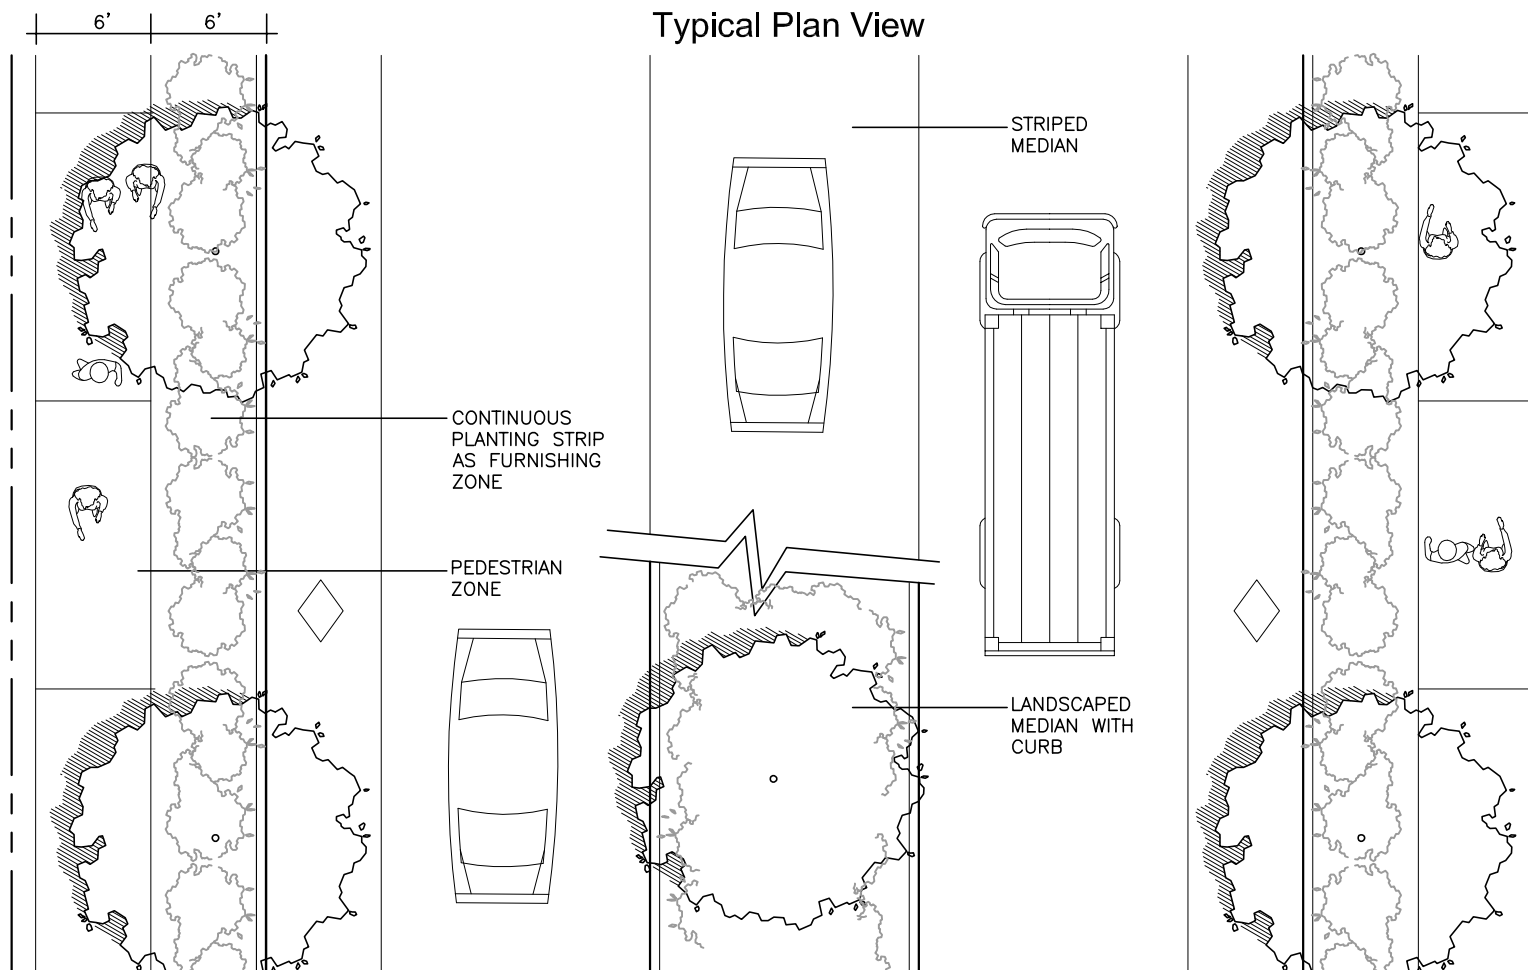 6' 6'
Typical Plan View
STRIPED
MEDIAN
CONTINUOUS
PLANTING STRIP
AS FURNISHING
ZONE
PEDESTRIAN
ZONE
LANDSCAPED
MEDIAN WITH
CURB